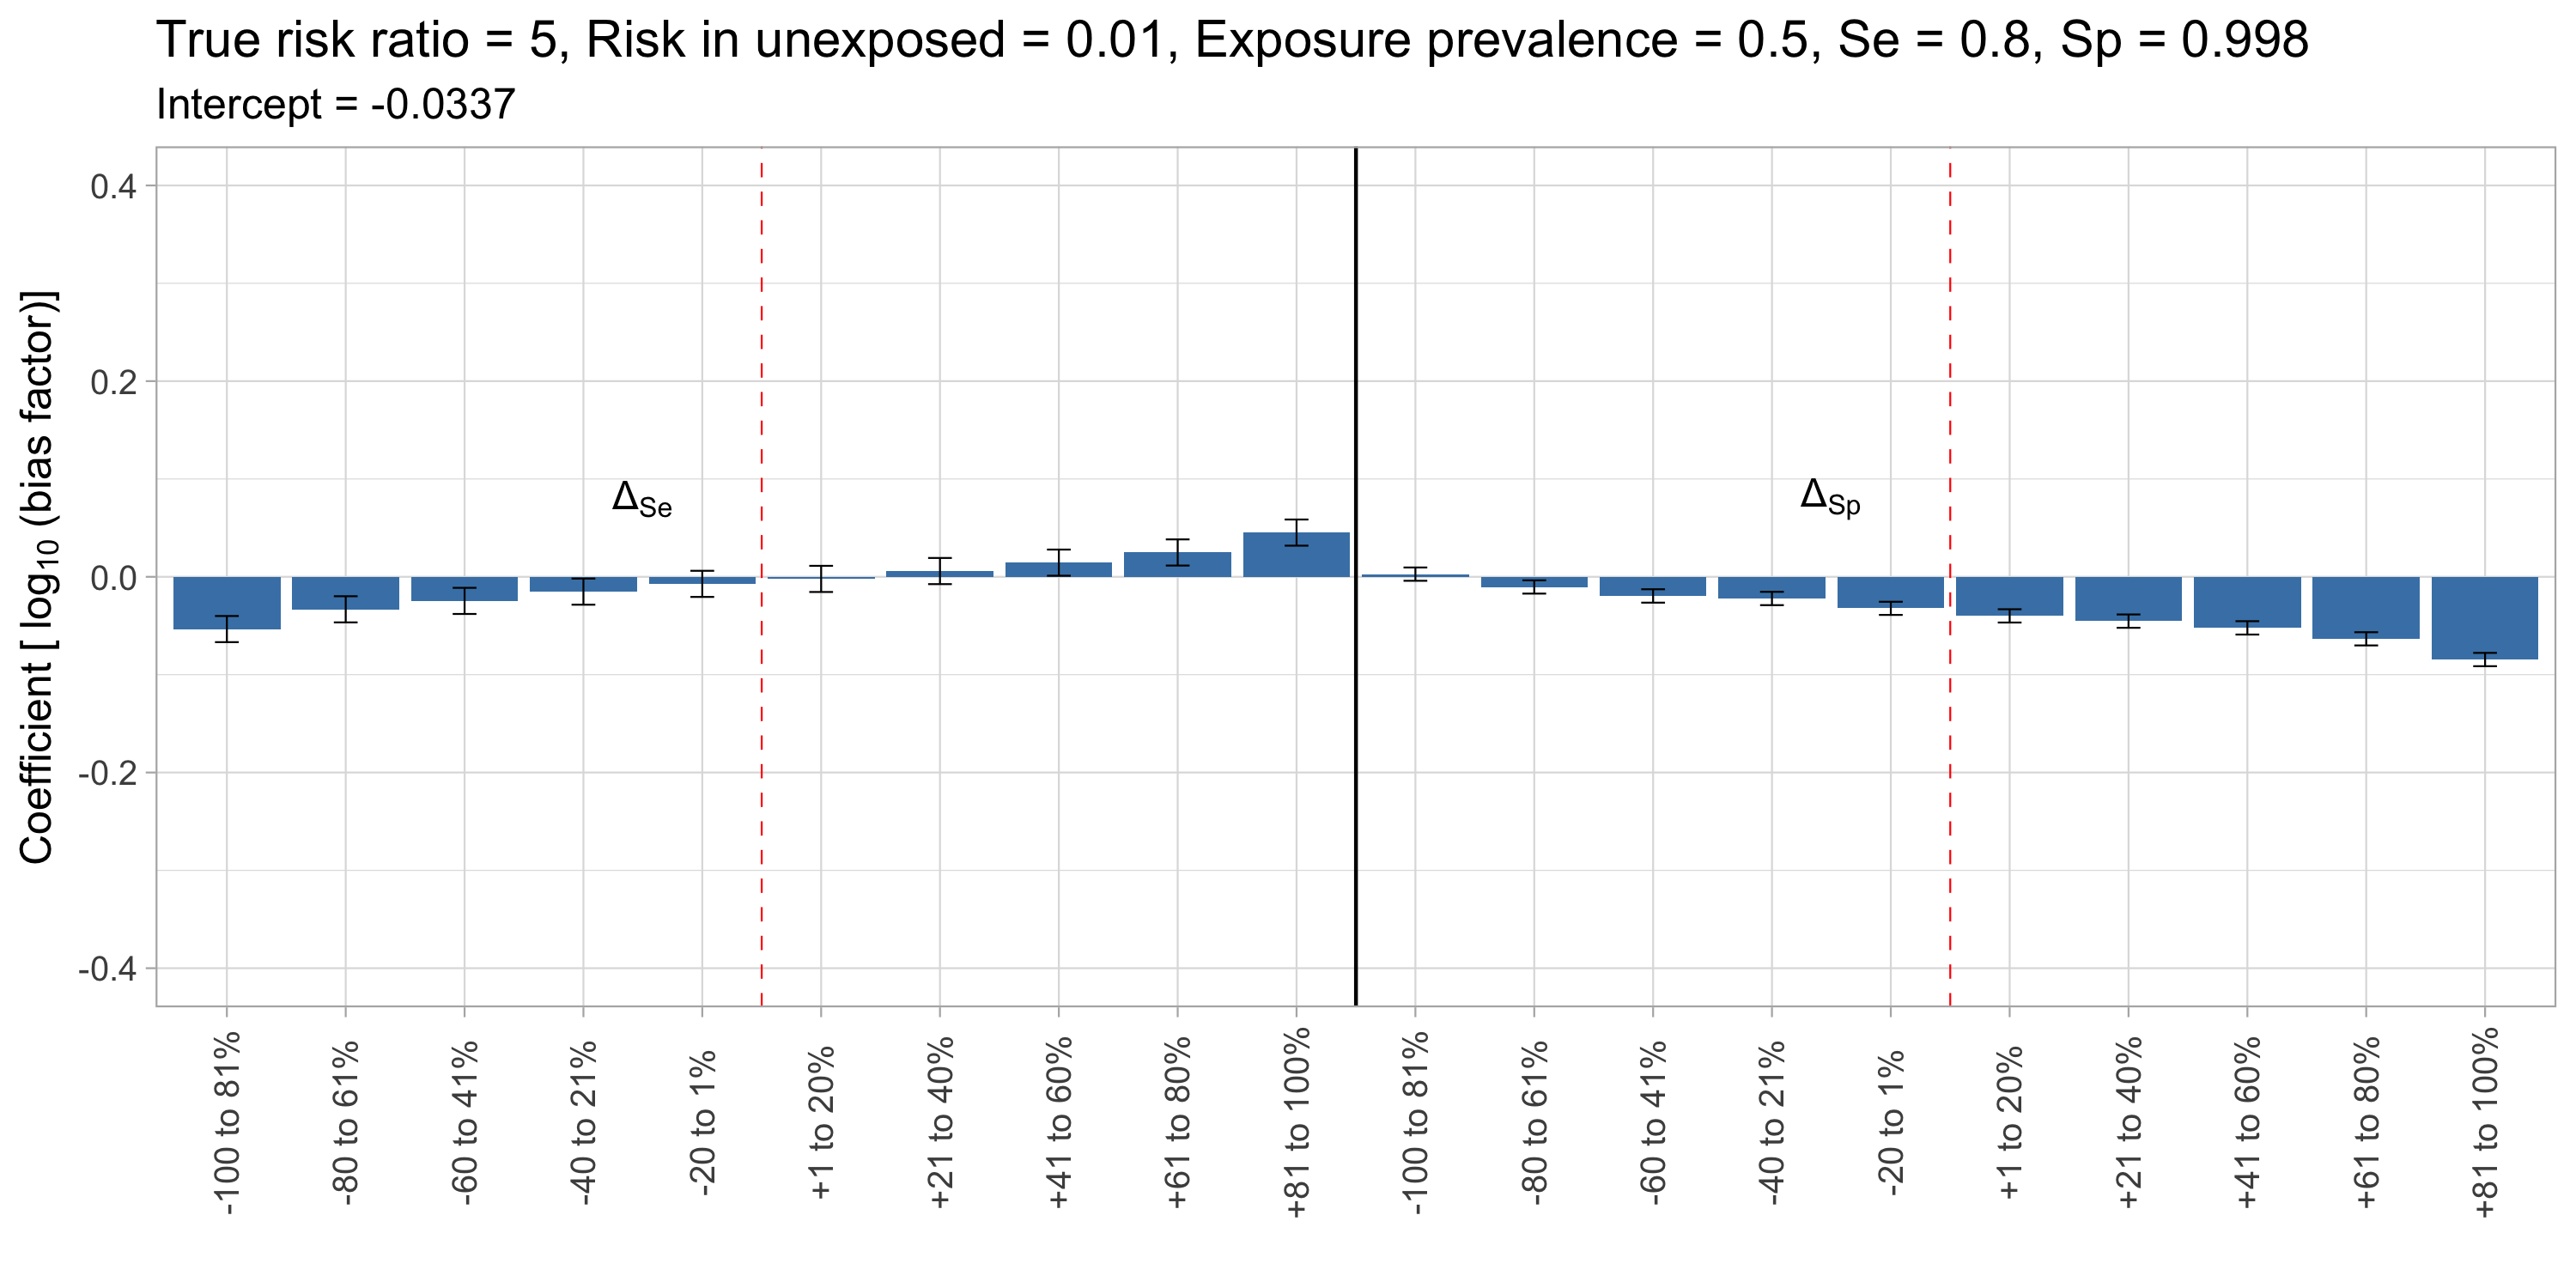 True risk ratio = 5, Risk in unexposed = 0.01, Exposure prevalence = 0.5, Se = 0.8, Sp = 0.998
Intercept = -0.0337
Coefficient [ log10 (bias factor)]
0.4
0.2
0.0
-0.2
-0.4
ΔSe
ΔSp
-100 to 81%
-80 to 61%
-60 to 41%
-40 to 21%
-20 to 1%
+1 to 20%
+21 to 40%
+41 to 60%
+61 to 80%
+81 to 100%
-100 to 81%
-80 to 61%
-60 to 41%
-40 to 21%
-20 to 1%
+1 to 20%
+21 to 40%
+41 to 60%
+61 to 80%
+81 to 100%